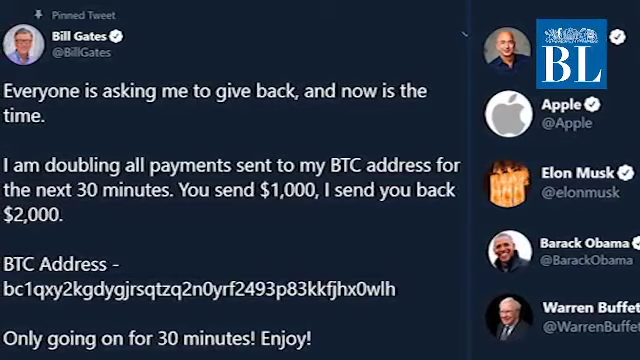 Pinned Tweet
Bill Gates
@BillGates
Everyone is asking me to give back, and now is the
time.
I am doubling all payments sent to my BTC address for
the next 30 minutes. You send $1,000, I send you back
$2,000.
BTC Address -
bc1qxy2kgdygjrsqtzq2n0yrf2493p83kkfjhx0wlh
Only going on for 30 minutes! Enjoy!
BL
Apple
@Apple
Elon Musk
@elonmusk
Barack Obama
@BarackObama
Warren Buffet
@WarrenBuffet